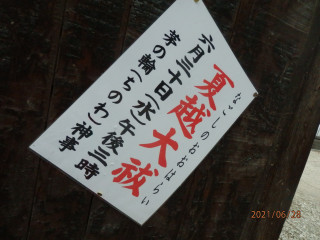 なごしのおおはらい
夏越大祓
六月三十日(水)午後三時
茅の輪(ちのわ)神事
2021/06/28